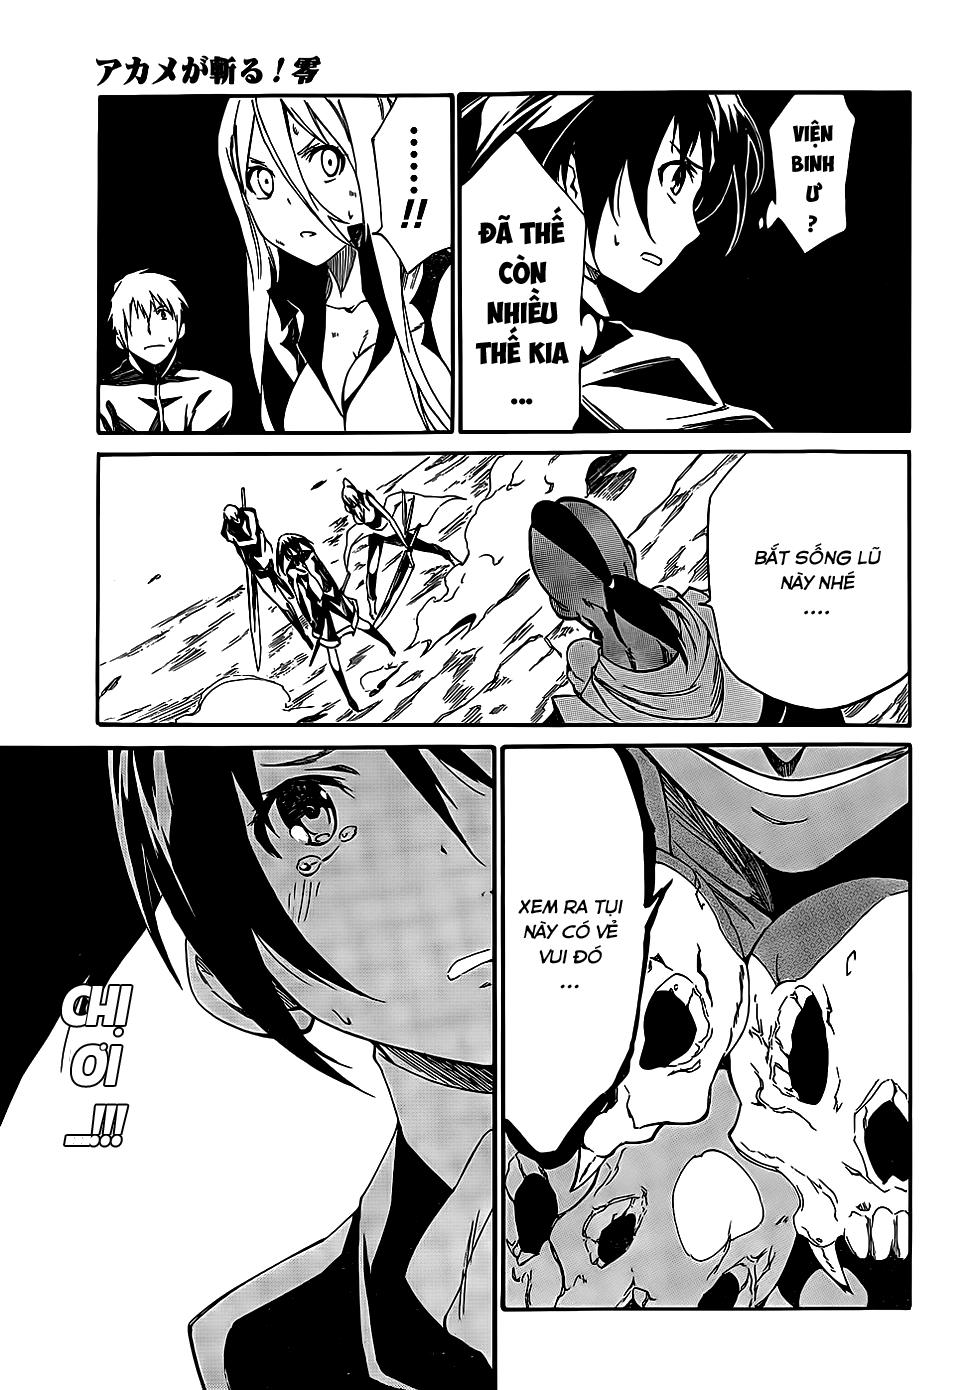 アカメが斬る!零
VIỆN
BINH
Ư
?
ĐÃ THẾ
CÒN
NHIỀU
THẾ KIA
...
......!!
BẮT SỐNG LŨ
NÀY NHÉ
....
XEM RA TỤI
NÀY CÓ VẺ
VUI ĐÓ
...
CHỊ
ƠI
...!!!